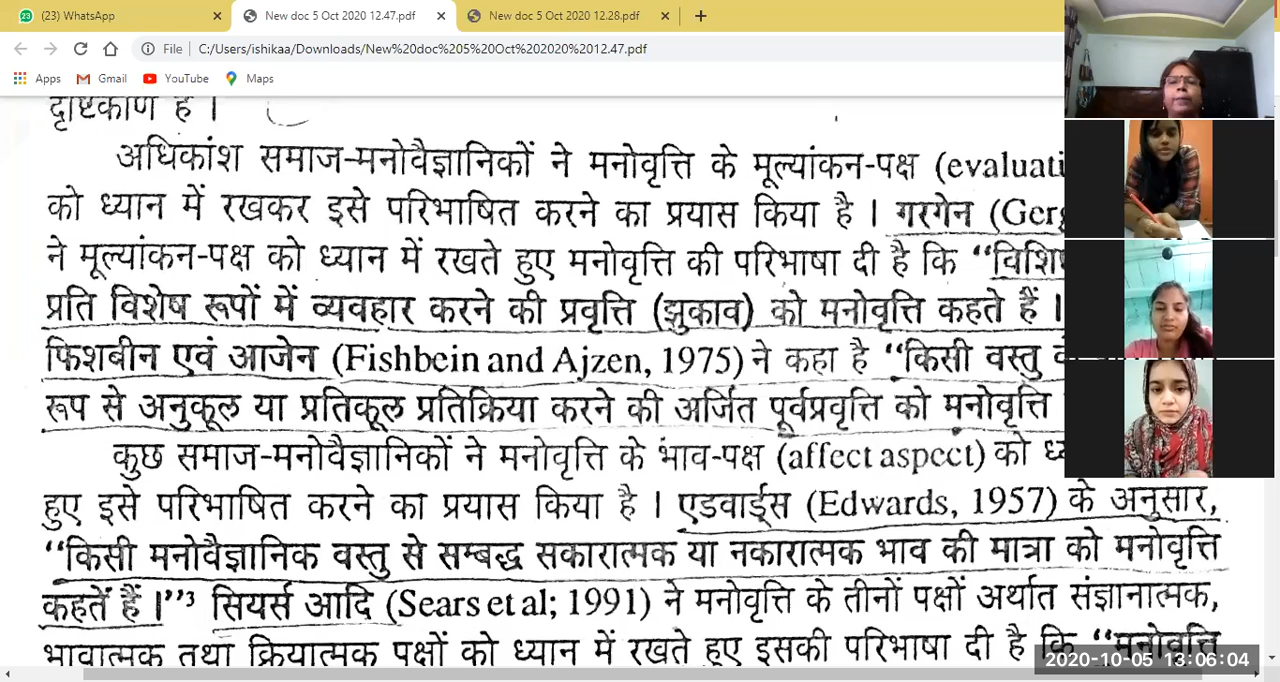 (23) WhatsApp
New doc 5 Oct 2020 12.47.pdf
New doc 5 Oct 2020 12.28.pdf
File C:/Users/ishikaa/Downloads/New%20doc%205%20Oct%202020%2012.47.pdf
Apps Gmail YouTube Maps
अधिकांश समाज-मनोवैज्ञानिकों ने मनोवृत्ति के मूल्यांकन-पक्ष (evaluati
को ध्यान में रखकर इसे परिभाषित करने का प्रयास किया है । गरगेन (Gerg
ने मूल्यांकन-पक्ष को ध्यान में रखते हुए मनोवृत्ति की परिभाषा दी है कि “विशि
प्रति विशेष रूपों में व्यवहार करने की प्रवृत्ति (झुकाव) को मनोवृत्ति कहते हैं ।
फिशबीन एवं आजेन (Fishbein and Ajzen, 1975) ने कहा है “किसी वस्तु
रूप से अनुकूल या प्रतिकूल प्रतिक्रिया करने की अर्जित पूर्वप्रवृत्ति को मनोवृत्ति
कुछ समाज-मनोवैज्ञानिकों ने मनोवृत्ति के भाव-पक्ष (affect aspect) को
हुए इसे परिभाषित करने का प्रयास किया है । एडवार्ड्स (Edwards, 1957) के अनुसार,
“किसी मनोवैज्ञानिक वस्तु से सम्बद्ध सकारात्मक या नकारात्मक भाव की मात्रा को मनोवृत्ति
कहतें हैं ।”3 सियर्स आदि (Sears et al; 1991) ने मनोवृत्ति के तीनों पक्षों अर्थात संज्ञानात्मक,
भावात्मक तथा क्रियात्मक पक्षों को ध्यान में रखते हुए इसकी परिभाषा दी है कि “मनोवृत्ति
2020-10-05 13:06:04